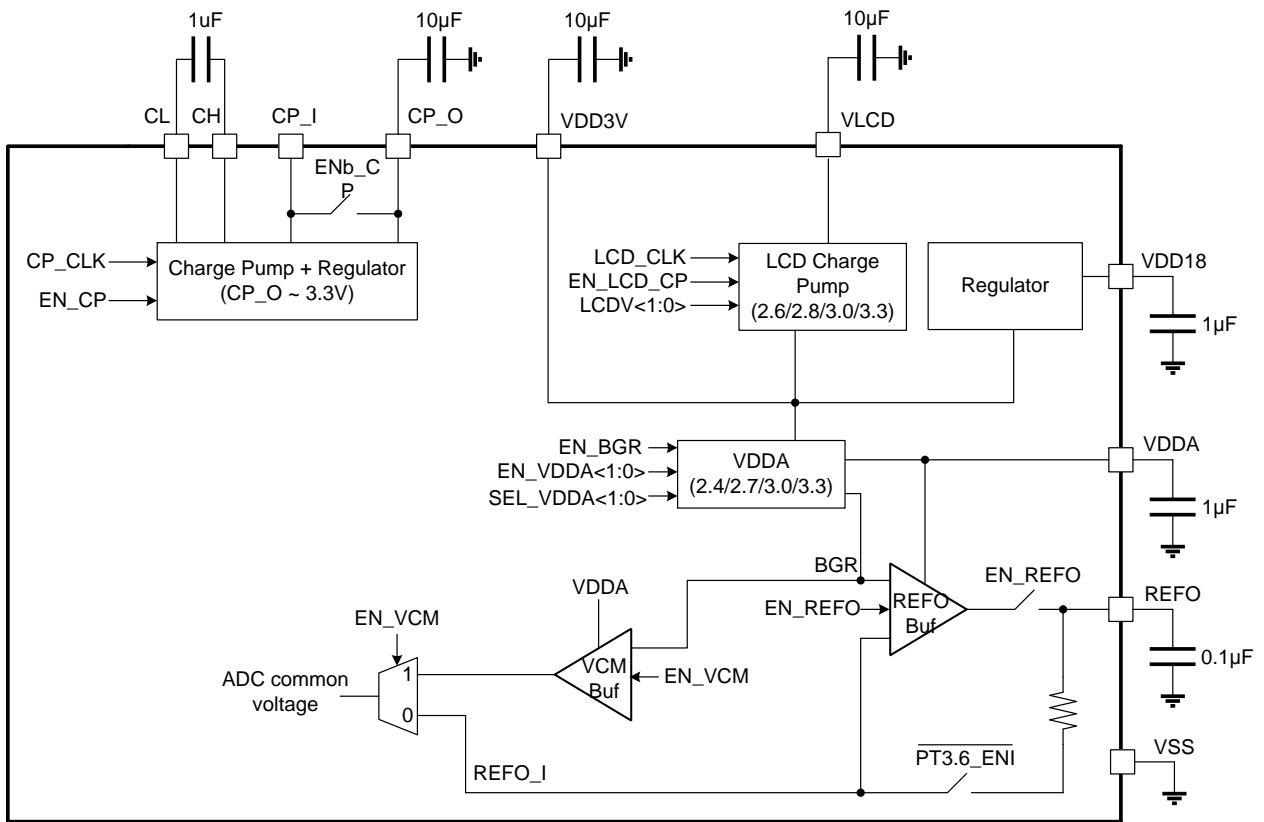 1uF
10µF
10µF
10µF
CL
CH
CP_I
CP_O
VDD3V
VLCD
ENb_C
P
CP_CLK
EN_CP
Charge Pump + Regulator
(CP_O ~ 3.3V)
LCD_CLK
EN_LCD_CP
LCDV<1:0>
LCD Charge
Pump
(2.6/2.8/3.0/3.3)
Regulator
VDD18
1µF
EN_BGR
EN_VDDA<1:0>
SEL_VDDA<1:0>
VDDA
(2.4/2.7/3.0/3.3)
VDDA
1µF
BGR
VDDA
EN_REFO
REFO
Buf
EN_REFO
REFO
0.1µF
EN_VCM
ADC common
voltage
1
0
VCM
Buf
EN_VCM
REFO_I
PT3.6_ENI
VSS